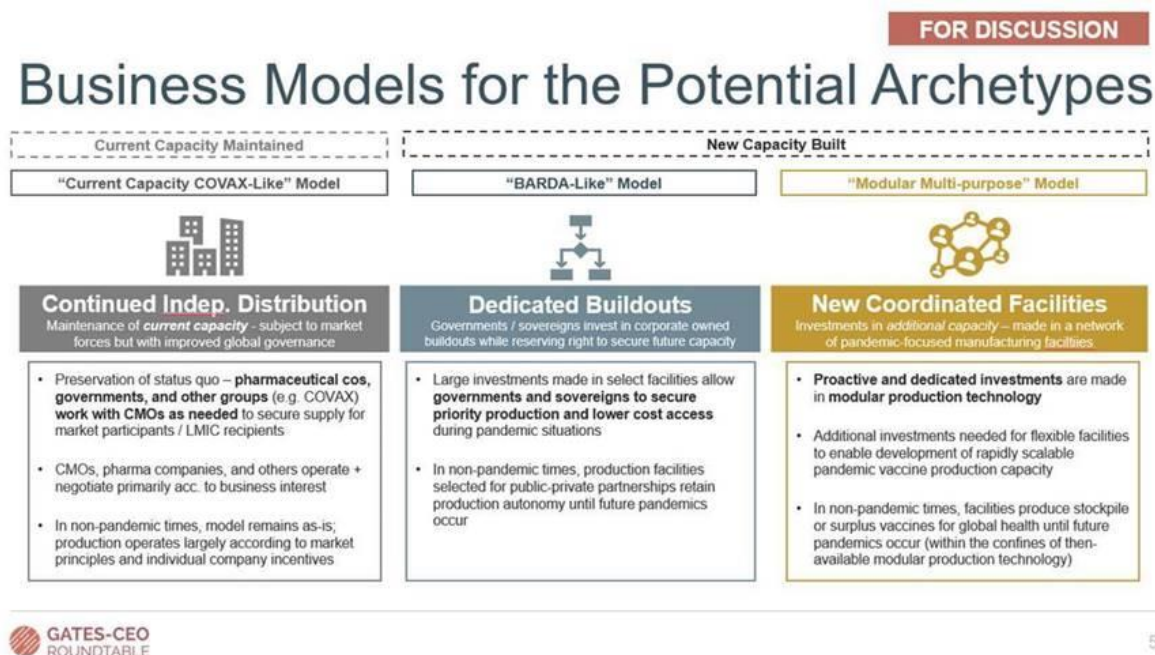 FOR DISCUSSION
Business Models for the Potential Archetypes
Current Capacity Maintained
New Capacity Built
“Current Capacity COVAX-Like” Model
“BARDA-Like” Model
“Modular Multi-purpose” Model
Continued Indep. Distribution
Maintenance of current capacity - subject to market
forces but with improved global governance
• Preservation of status quo – pharmaceutical cos,
governments, and other groups (e.g. COVAX)
work with CMOs as needed to secure supply for
market participants / LMIC recipients
• CMOs, pharma companies, and others operate +
negotiate primarily acc. to business interest
• In non-pandemic times, model remains as-is;
production operates largely according to market
principles and individual company incentives
Dedicated Buildouts
Governments / sovereigns invest in corporate owned
buildouts while reserving right to secure future capacity
• Large investments made in select facilities allow
governments and sovereigns to secure
priority production and lower cost access
during pandemic situations
• In non-pandemic times, production facilities
selected for public-private partnerships retain
production autonomy until future pandemics
occur
New Coordinated Facilities
Investments in additional capacity – made in a network
of pandemic-focused manufacturing faciltiies
• Proactive and dedicated investments are made
in modular production technology
• Additional investments needed for flexible facilities
to enable development of rapidly scalable
pandemic vaccine production capacity
• In non-pandemic times, facilities produce stockpile
or surplus vaccines for global health until future
pandemics occur (within the confines of then-
available modular production technology)
GATES-CEO
ROUNDTABLE
5